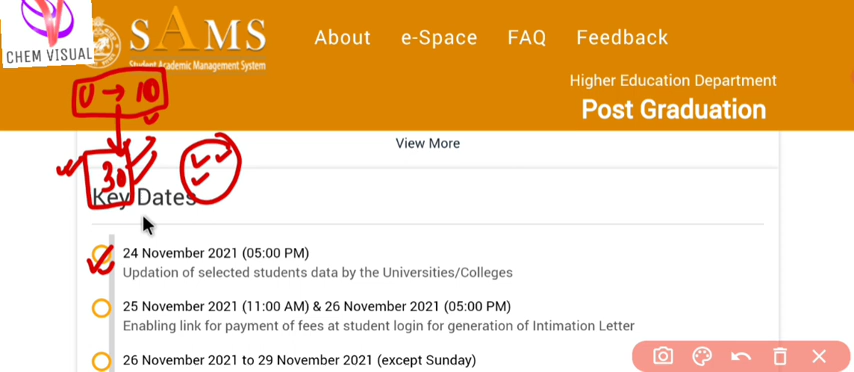 CHEM VISUAL
SAMS
Student Academic Management System
About e-Space FAQ Feedback
Higher Education Department
Post Graduation
U → 10
30
View More
Key Dates
24 November 2021 (05:00 PM)
Updation of selected students data by the Universities/Colleges
25 November 2021 (11:00 AM) & 26 November 2021 (05:00 PM)
Enabling link for payment of fees at student login for generation of Intimation Letter
26 November 2021 to 29 November 2021 (except Sunday)